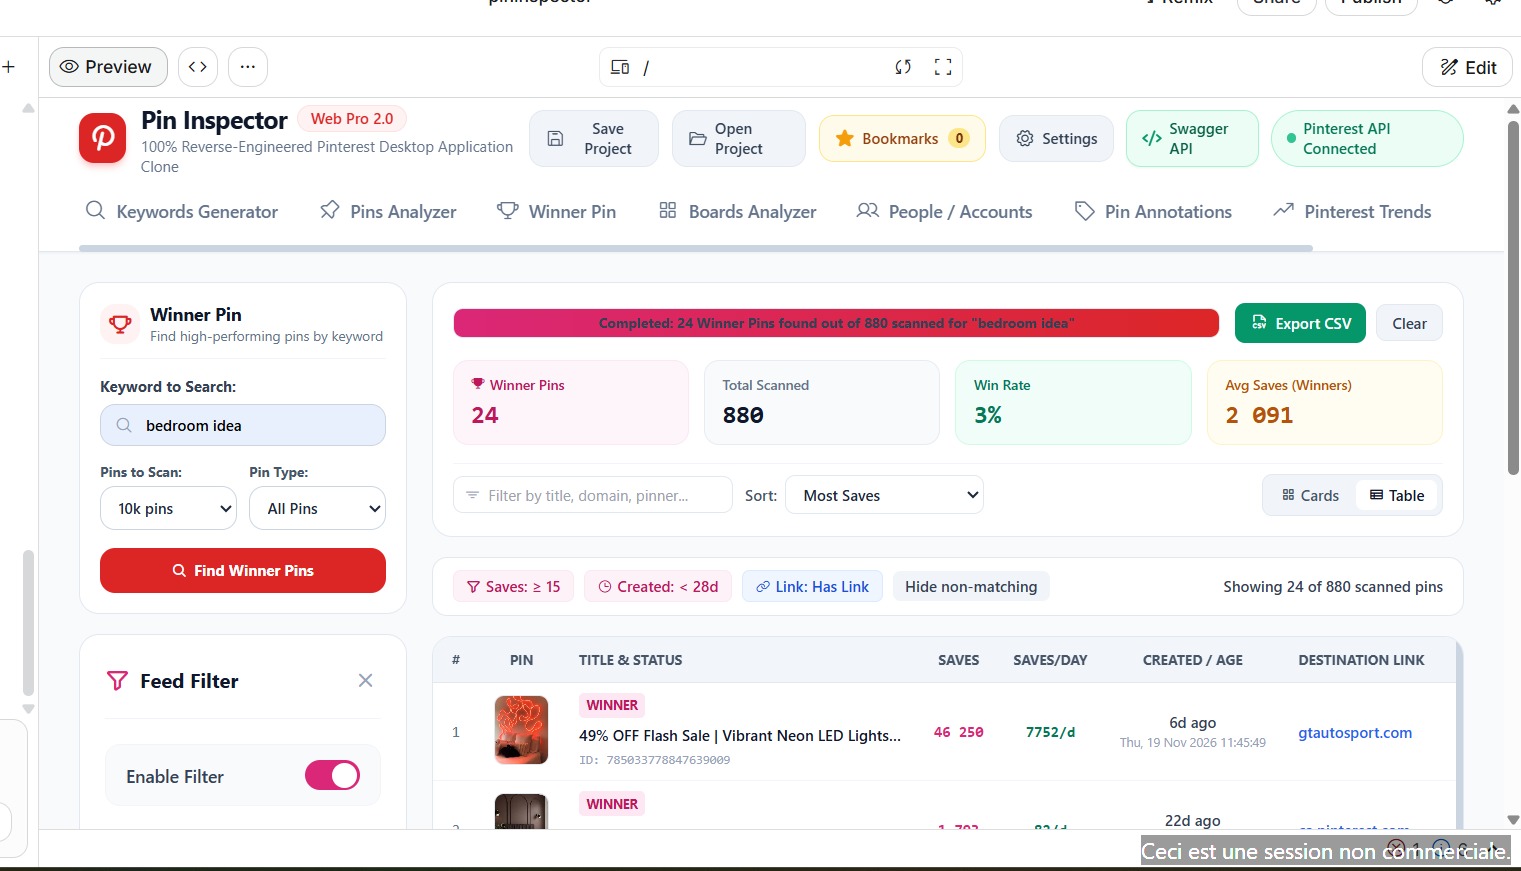 Preview
/
Edit
Pin Inspector
Web Pro 2.0
100% Reverse-Engineered Pinterest Desktop Application
Clone
Save
Project
Open
Project
Bookmarks
0
Settings
Swagger
API
Pinterest API
Connected
Keywords Generator
Pins Analyzer
Winner Pin
Boards Analyzer
People / Accounts
Pin Annotations
Pinterest Trends
Winner Pin
Find high-performing pins by keyword
Keyword to Search:
bedroom idea
Pins to Scan:
Pin Type:
10k pins
All Pins
Find Winner Pins
Feed Filter
Enable Filter
Completed: 24 Winner Pins found out of 880 scanned for "bedroom idea"
CSV
Export CSV
Clear
Winner Pins
24
Total Scanned
880
Win Rate
3%
Avg Saves (Winners)
2 091
Filter by title, domain, pinner...
Sort:
Most Saves
Cards
Table
Saves: ≥ 15
Created: < 28d
Link: Has Link
Hide non-matching
Showing 24 of 880 scanned pins
# PIN TITLE & STATUS SAVES SAVES/DAY CREATED / AGE DESTINATION LINK
1
WINNER
49% OFF Flash Sale | Vibrant Neon LED Lights...
ID: 785033778847639009
46 250
7752/d
6d ago
Thu, 19 Nov 2026 11:45:49
gtautosport.com
WINNER
22d ago
Ceci est une session non commerciale.